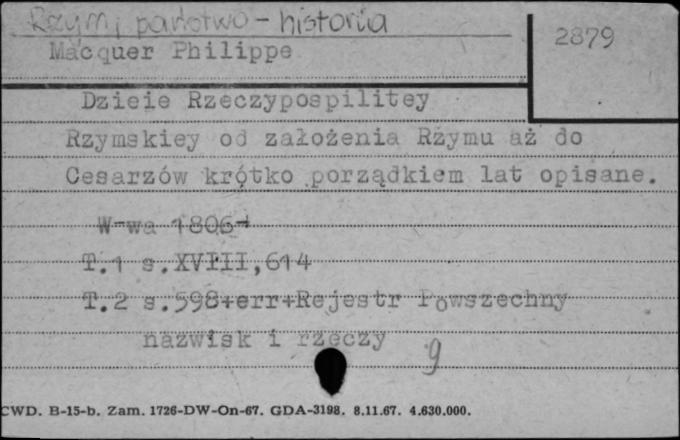 Rzym, państwo - historia
2879
Macquer Philippe
Dzieie Rzeczypospilitey
Rzymskiey od założenia Rzymu aż do
Cesarzów krótko porządkiem lat opisane.
W-wa 1806
T.1 s.XVIII,614
T.2 s.598+err+Rejestr Powszechny
nazwisk i rzeczy
9
CWD. B-15-b. Zam. 1726-DW-On-67. GDA-3198. 8.11.67. 4.630.000.